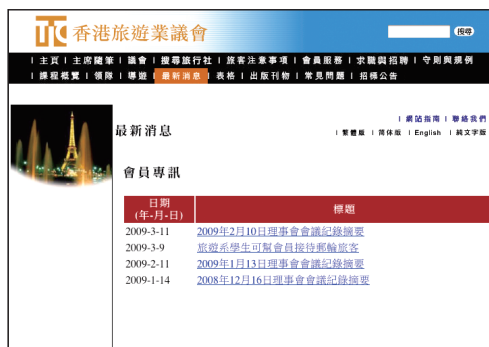 TIC 香港旅遊業議會
搜尋
| 主頁 | 主席隨筆 | 議會 | 搜尋旅行社 | 旅客注意事項 | 會員服務 | 求職與招聘 | 守則與規例
| 課程概覽 | 領隊 | 導遊 | 最新消息 | 表格 | 出版刊物 | 常見問題 | 招標公告
| 網站指南 | 聯絡我們
最新消息
| 繁體版 | 简体版 | English | 純文字版
會員專訊
日期
(年-月-日)
標題
2009-3-11 2009年2月10日理事會會議紀錄摘要
2009-3-9 旅遊系學生可幫會員接待郵輪旅客
2009-2-11 2009年1月13日理事會會議紀錄摘要
2009-1-14 2008年12月16日理事會會議紀錄摘要